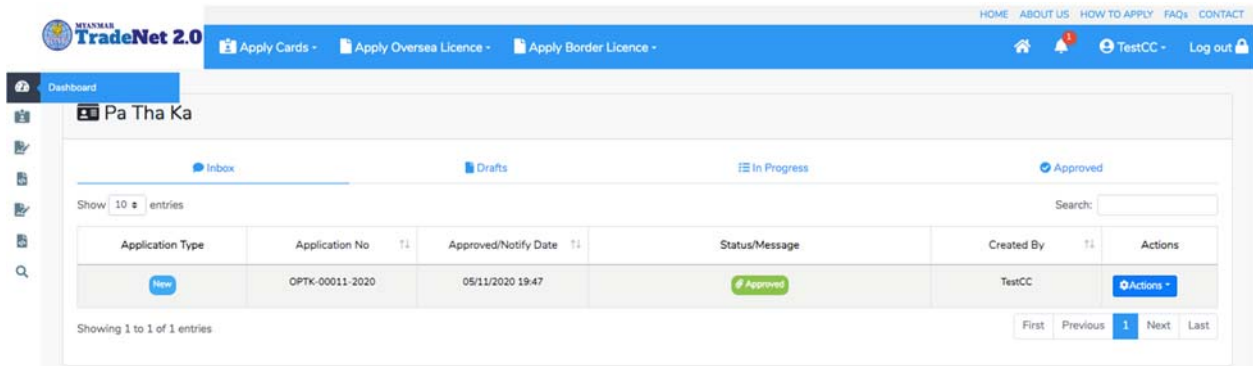 HOME ABOUT US HOW TO APPLY FAQs CONTACT
MYANMAR
TradeNet 2.0
Apply Cards Apply Oversea Licence Apply Border Licence 1 TestCC Log out
Dashboard
Pa Tha Ka
Inbox Drafts In Progress Approved
Show 10 entries Search:
Application Type Application No Approved/Notify Date Status/Message Created By Actions
New OPTK-00011-2020 05/11/2020 19:47 Approved TestCC Actions
Showing 1 to 1 of 1 entries First Previous 1 Next Last